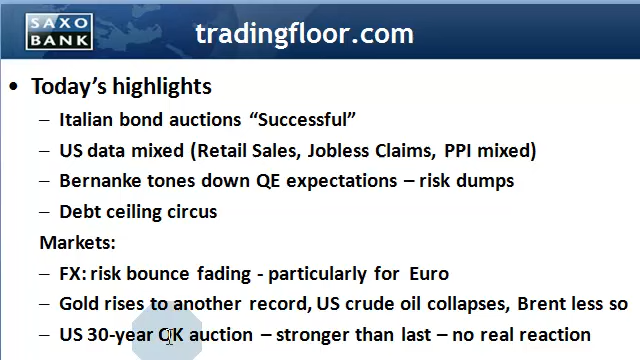 SAXO
BANK
tradingfloor.com
• Today's highlights
– Italian bond auctions “Successful”
– US data mixed (Retail Sales, Jobless Claims, PPI mixed)
– Bernanke tones down QE expectations – risk dumps
– Debt ceiling circus
Markets:
– FX: risk bounce fading - particularly for Euro
– Gold rises to another record, US crude oil collapses, Brent less so
– US 30-year OK auction – stronger than last – no real reaction